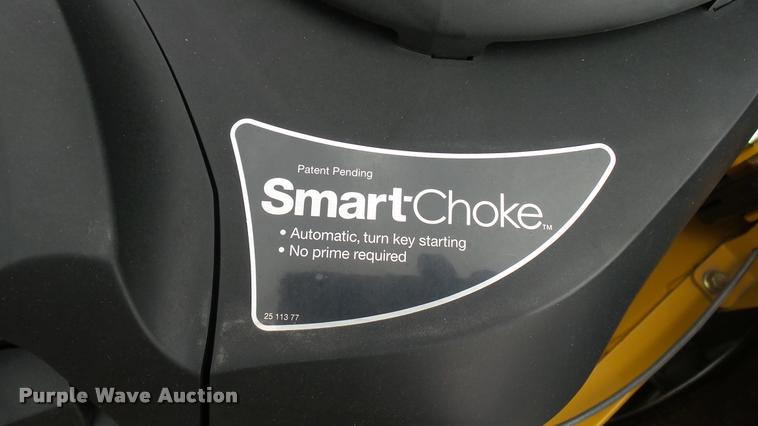 Patent Pending
Smart-Choke™
• Automatic, turn key starting
• No prime required
25 113 77
Purple Wave Auction